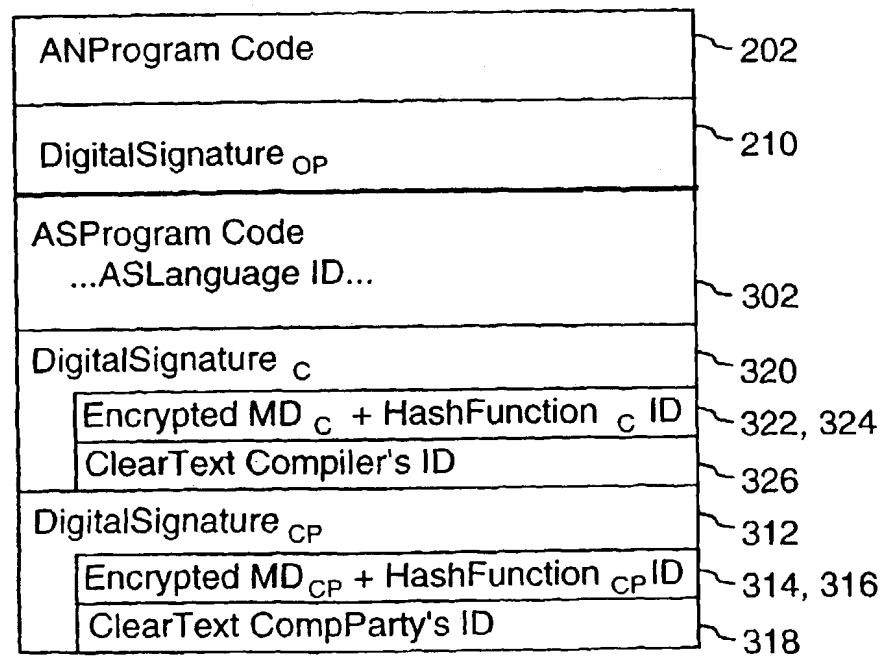 ANProgram Code 202
DigitalSignature OP 210
ASProgram Code
...ASLanguage ID... 302
DigitalSignature C 320
Encrypted MD C + HashFunction C ID 322, 324
ClearText Compiler's ID 326
DigitalSignature CP 312
Encrypted MD CP + HashFunction CP ID 314, 316
ClearText CompParty's ID 318